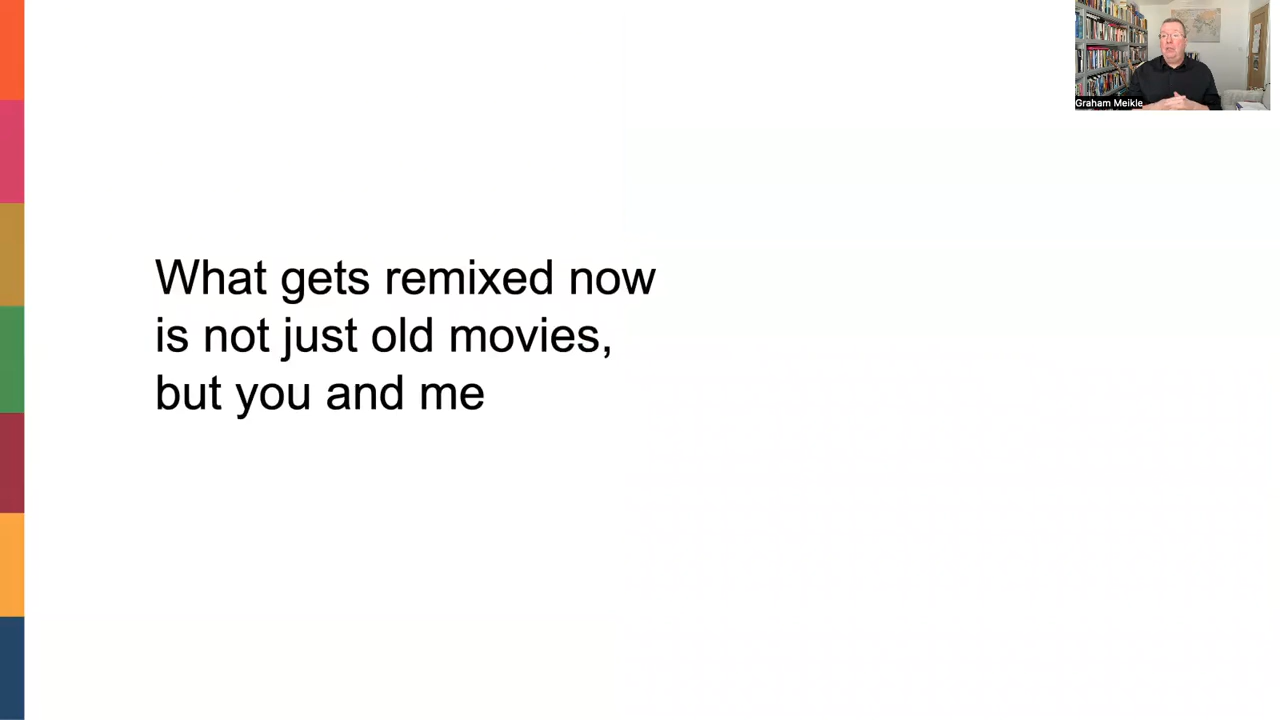 Graham Meikle
What gets remixed now
is not just old movies,
but you and me